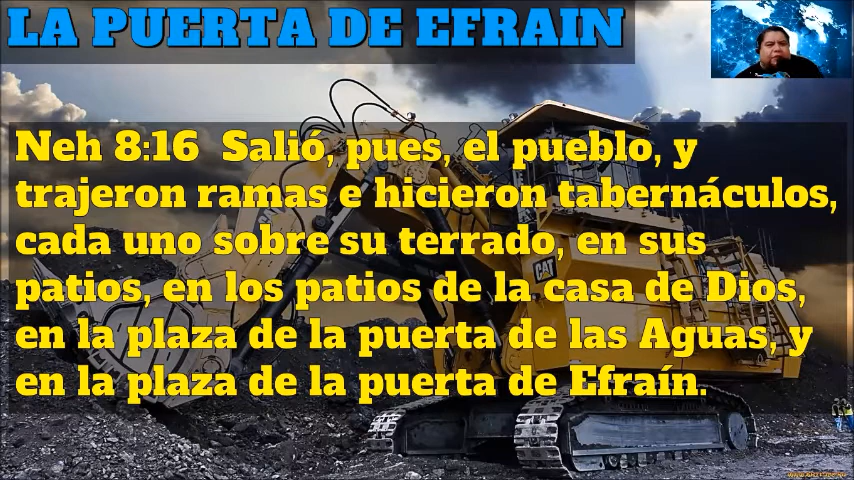 LA PUERTA DE EFRAIN
Neh 8:16 Salió, pues, el pueblo, y
trajeron ramas e hicieron tabernáculos,
cada uno sobre su terrado, en sus
patios, en los patios de la casa de Dios,
en la plaza de la puerta de las Aguas, y
en la plaza de la puerta de Efraín.
CAT